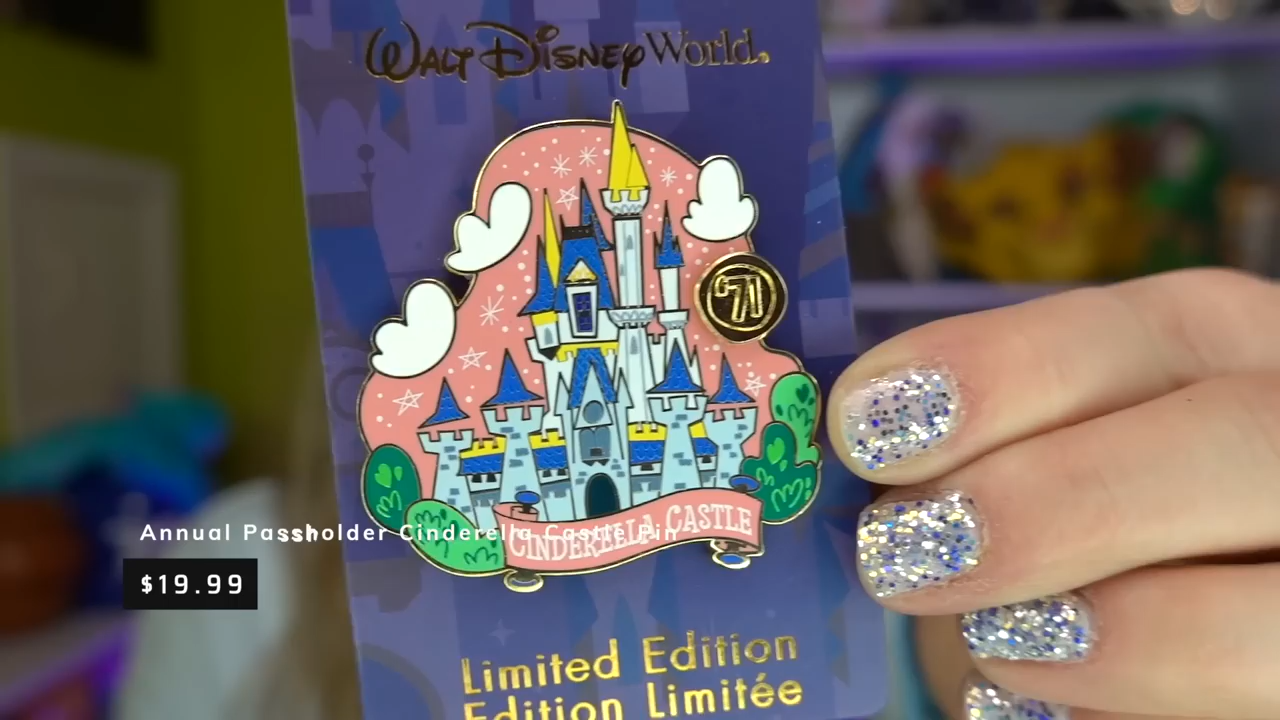 WALT DISNEY World.
'71
CINDERELLA CASTLE
Annual Passholder Cinderella Castle Pin
$19.99
Limited Edition
Edition Limitée